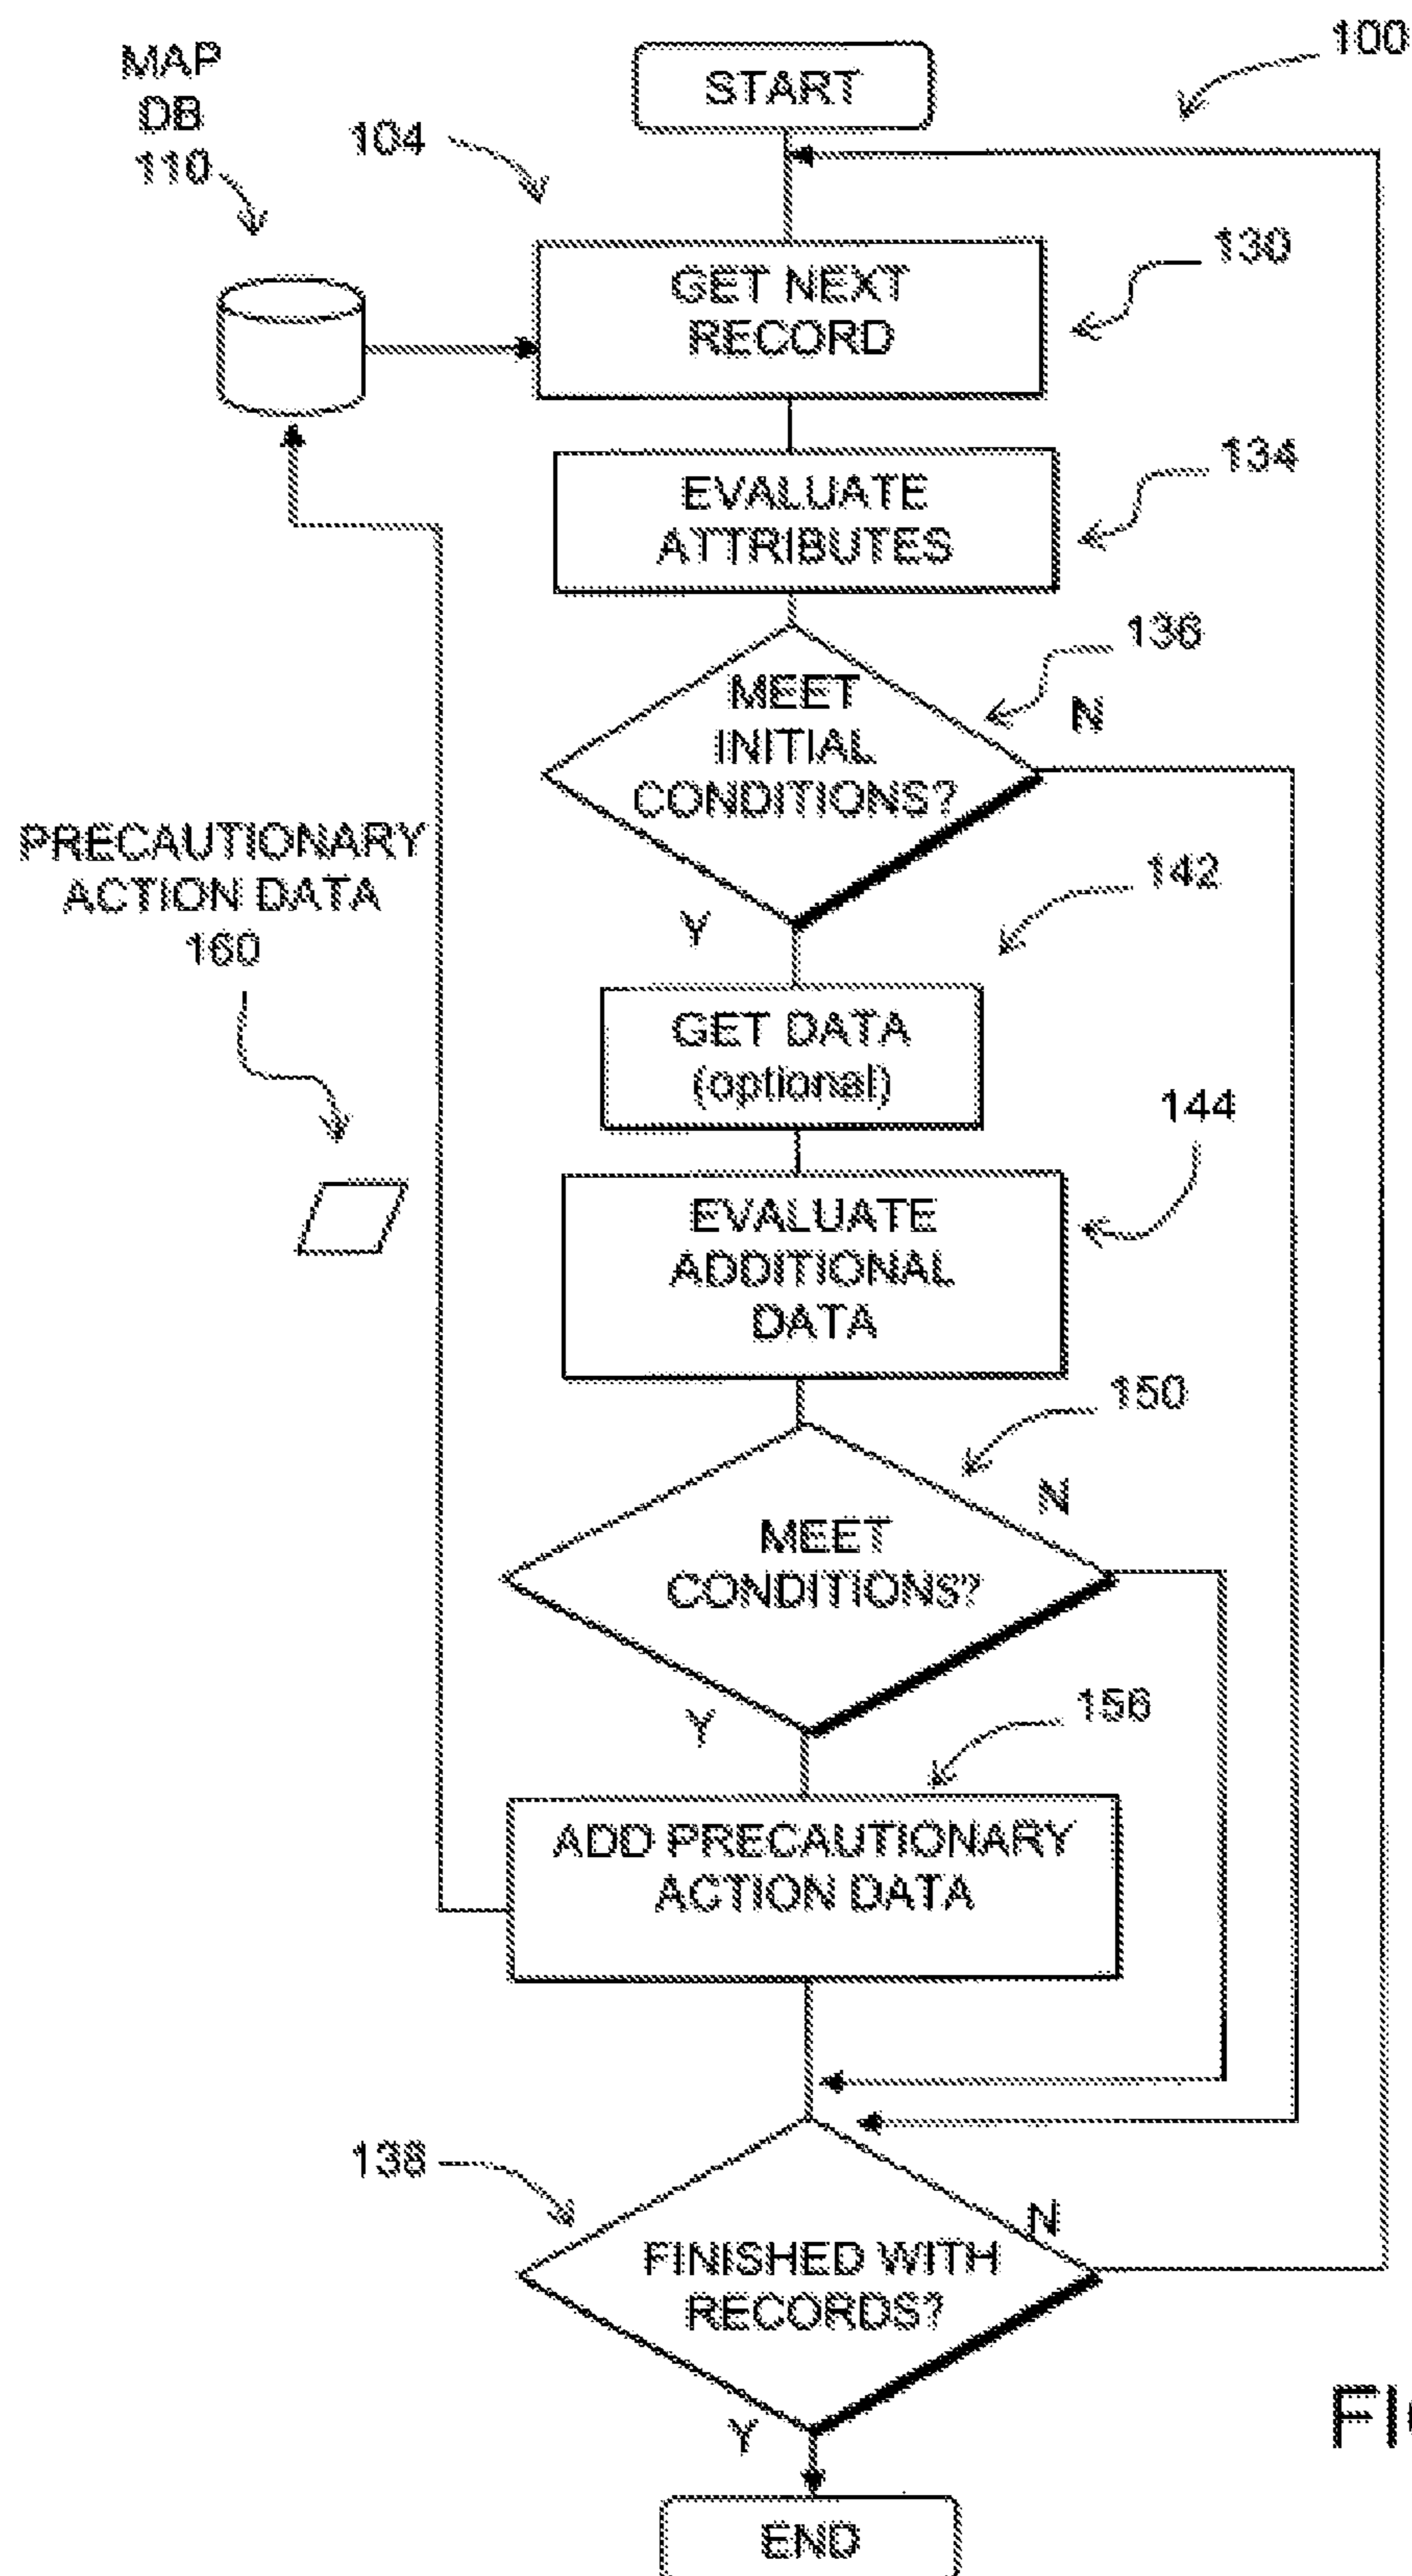 100
MAP
DB
110
START
104
130
GET NEXT
RECORD
134
EVALUATE
ATTRIBUTES
136
MEET
INITIAL
CONDITIONS?
N
Y
PRECAUTIONARY
ACTION DATA
160
142
GET DATA
(optional)
144
EVALUATE
ADDITIONAL
DATA
150
N
MEET
CONDITIONS?
Y
156
ADD PRECAUTIONARY
ACTION DATA
138
N
FINISHED WITH
RECORDS?
Y
END